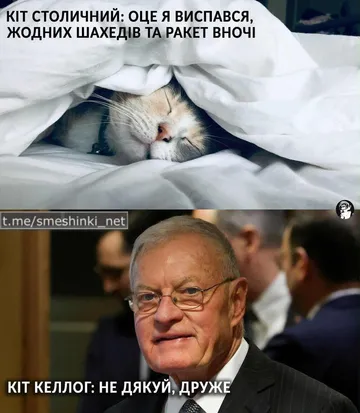 КІТ СТОЛИЧНИЙ: ОЦЕ Я ВИСПАВСЯ,
ЖОДНИХ ШАХЕДІВ ТА РАКЕТ ВНОЧІ
t.me/smeshinki_net
КІТ КЕЛЛОГ: НЕ ДЯКУЙ, ДРУЖЕ